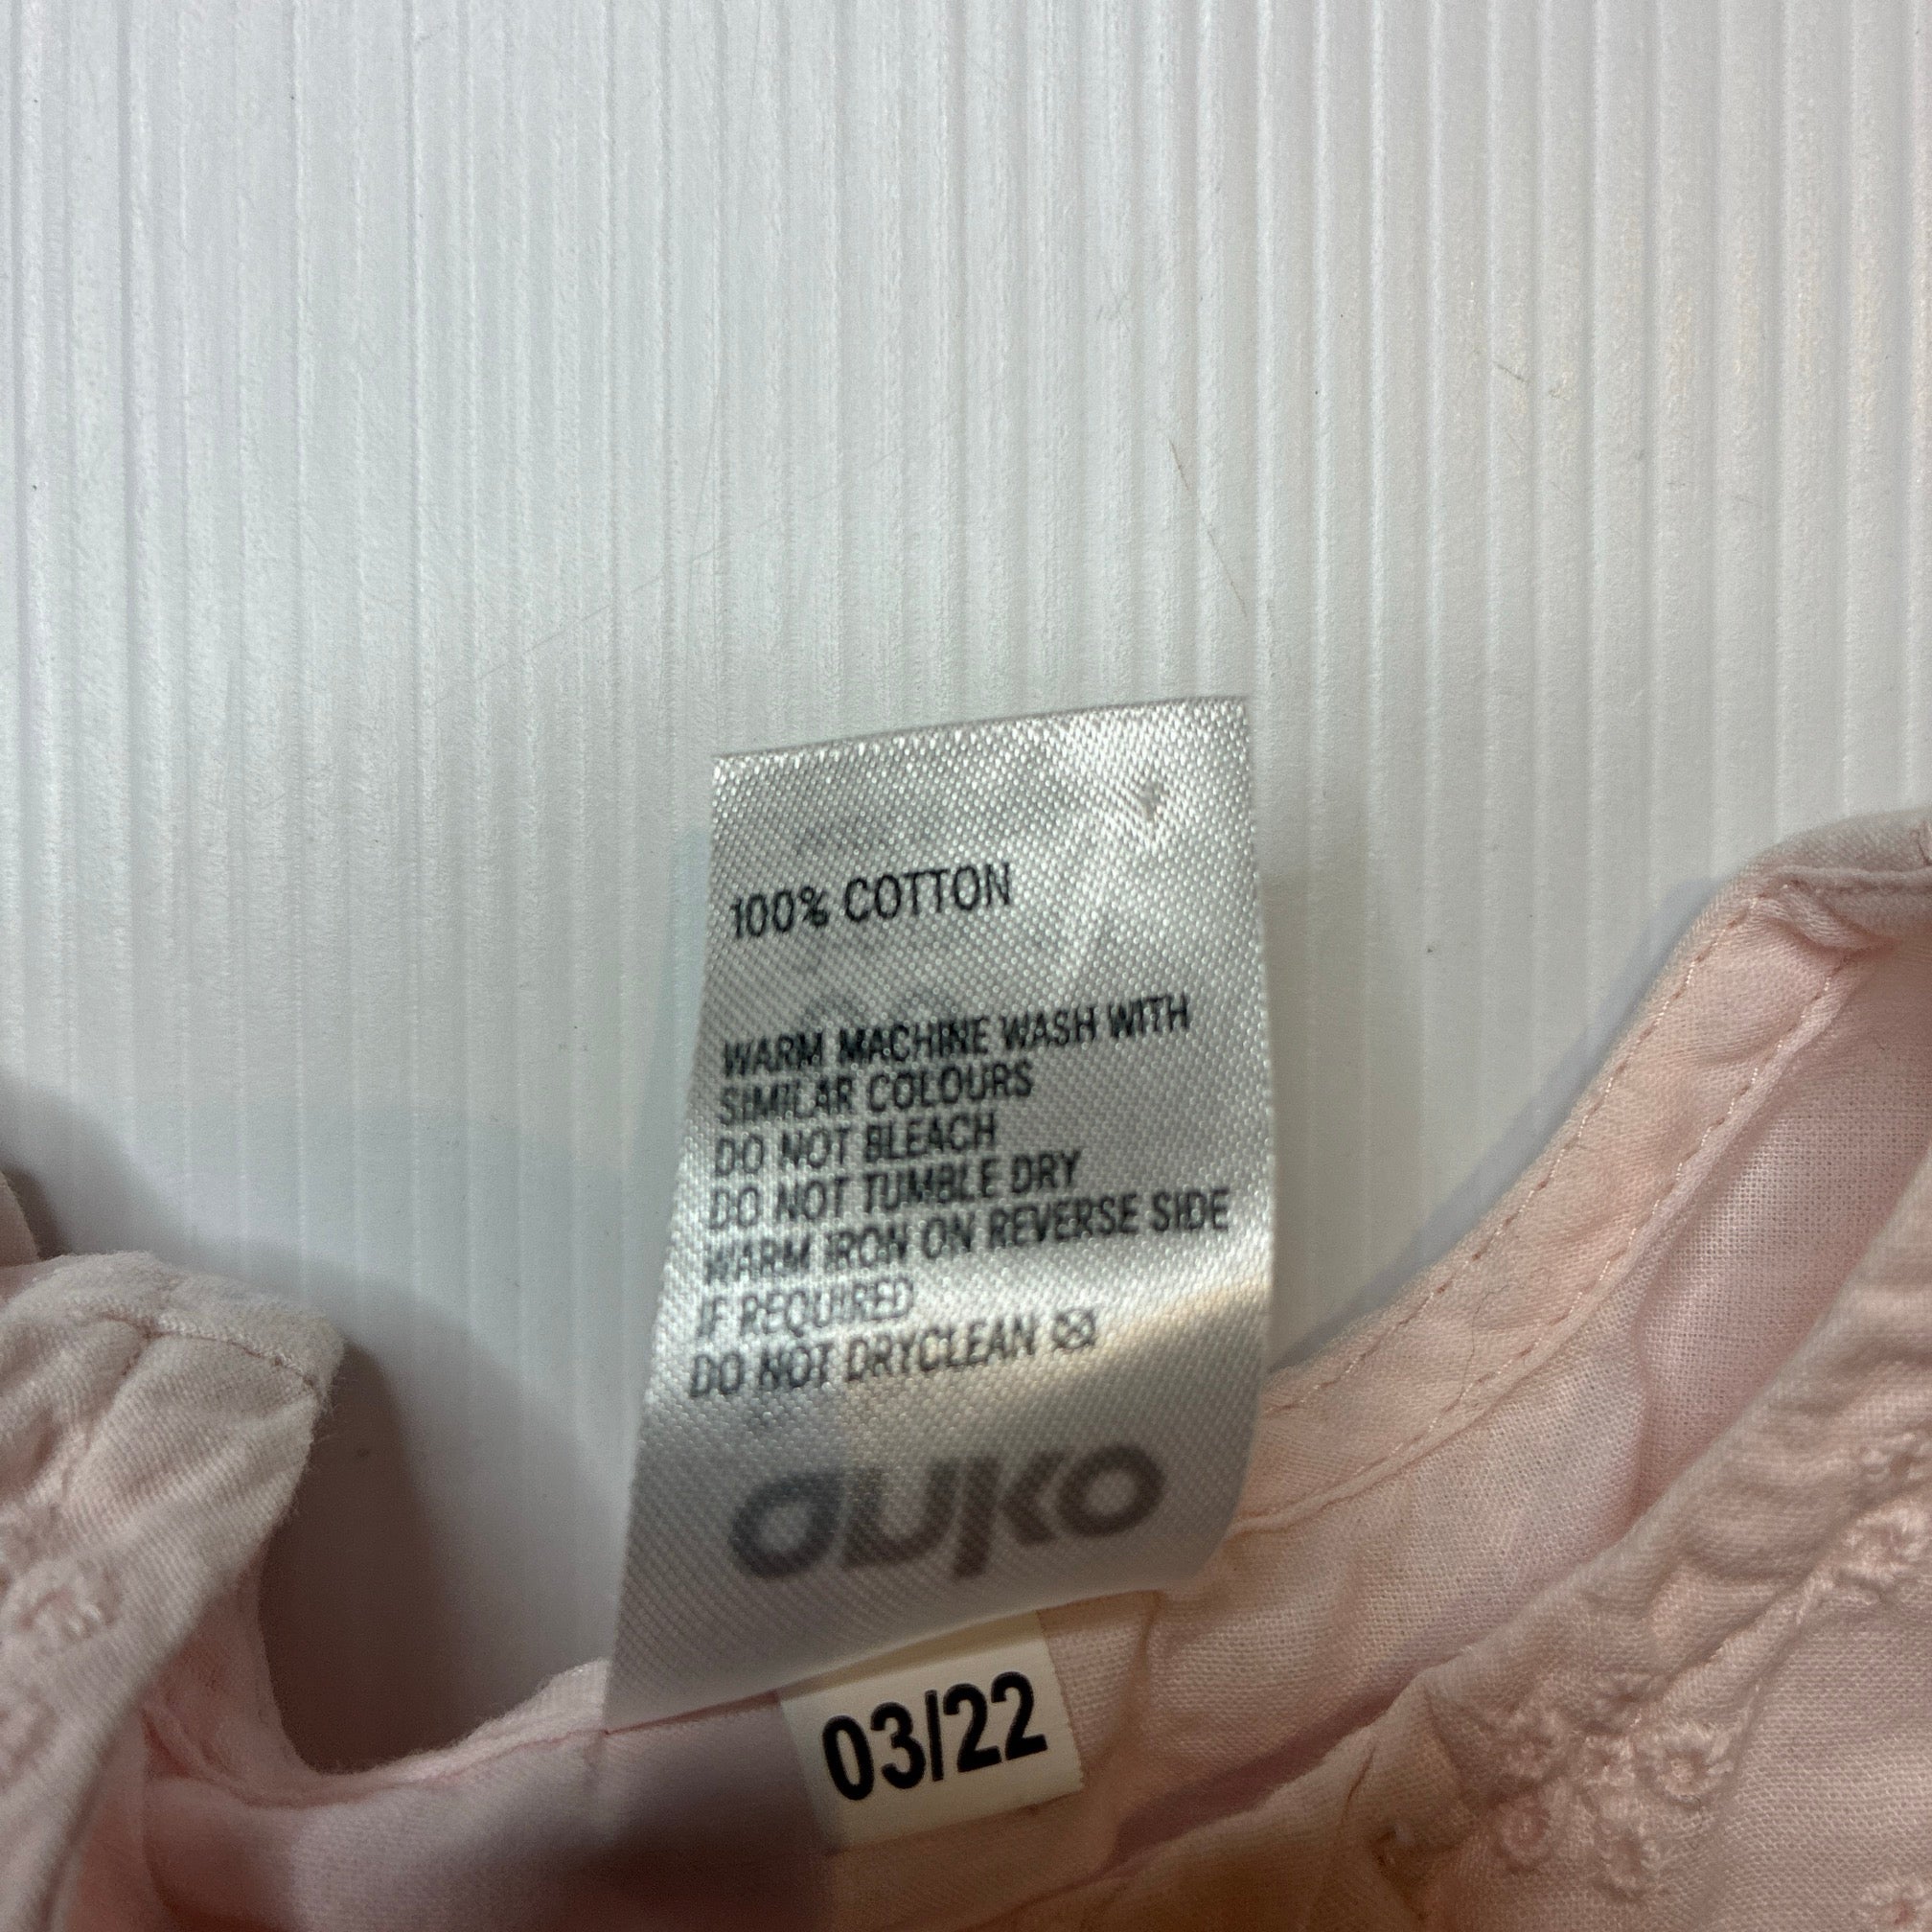 100% COTTON
WARM MACHINE WASH WITH
SIMILAR COLOURS
DO NOT BLEACH
DO NOT TUMBLE DRY
WARM IRON ON REVERSE SIDE
IF REQUIRED
DO NOT DRYCLEAN
ouko
03/22